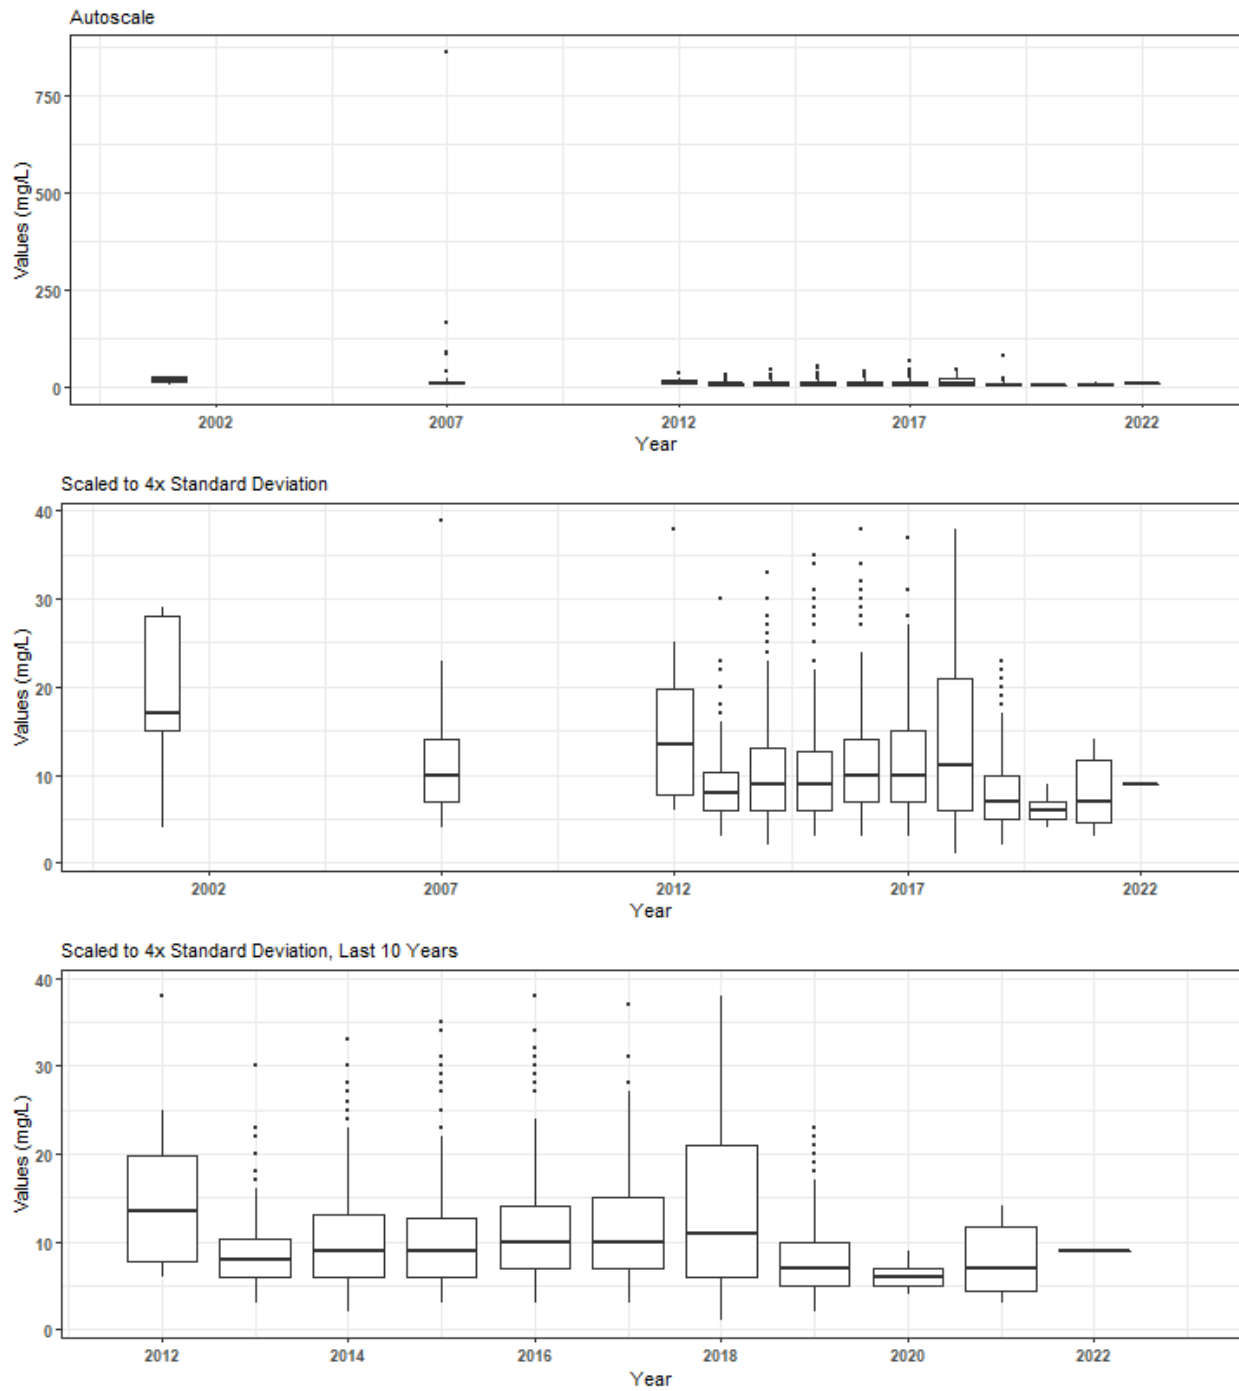 Autoscale
Values (mg/L)
750
500
250
0
2002 2007 2012 2017 2022
Year
Scaled to 4x Standard Deviation
Values (mg/L)
40
30
20
10
0
2002 2007 2012 2017 2022
Year
Scaled to 4x Standard Deviation, Last 10 Years
Values (mg/L)
40
30
20
10
0
2012 2014 2016 2018 2020 2022
Year